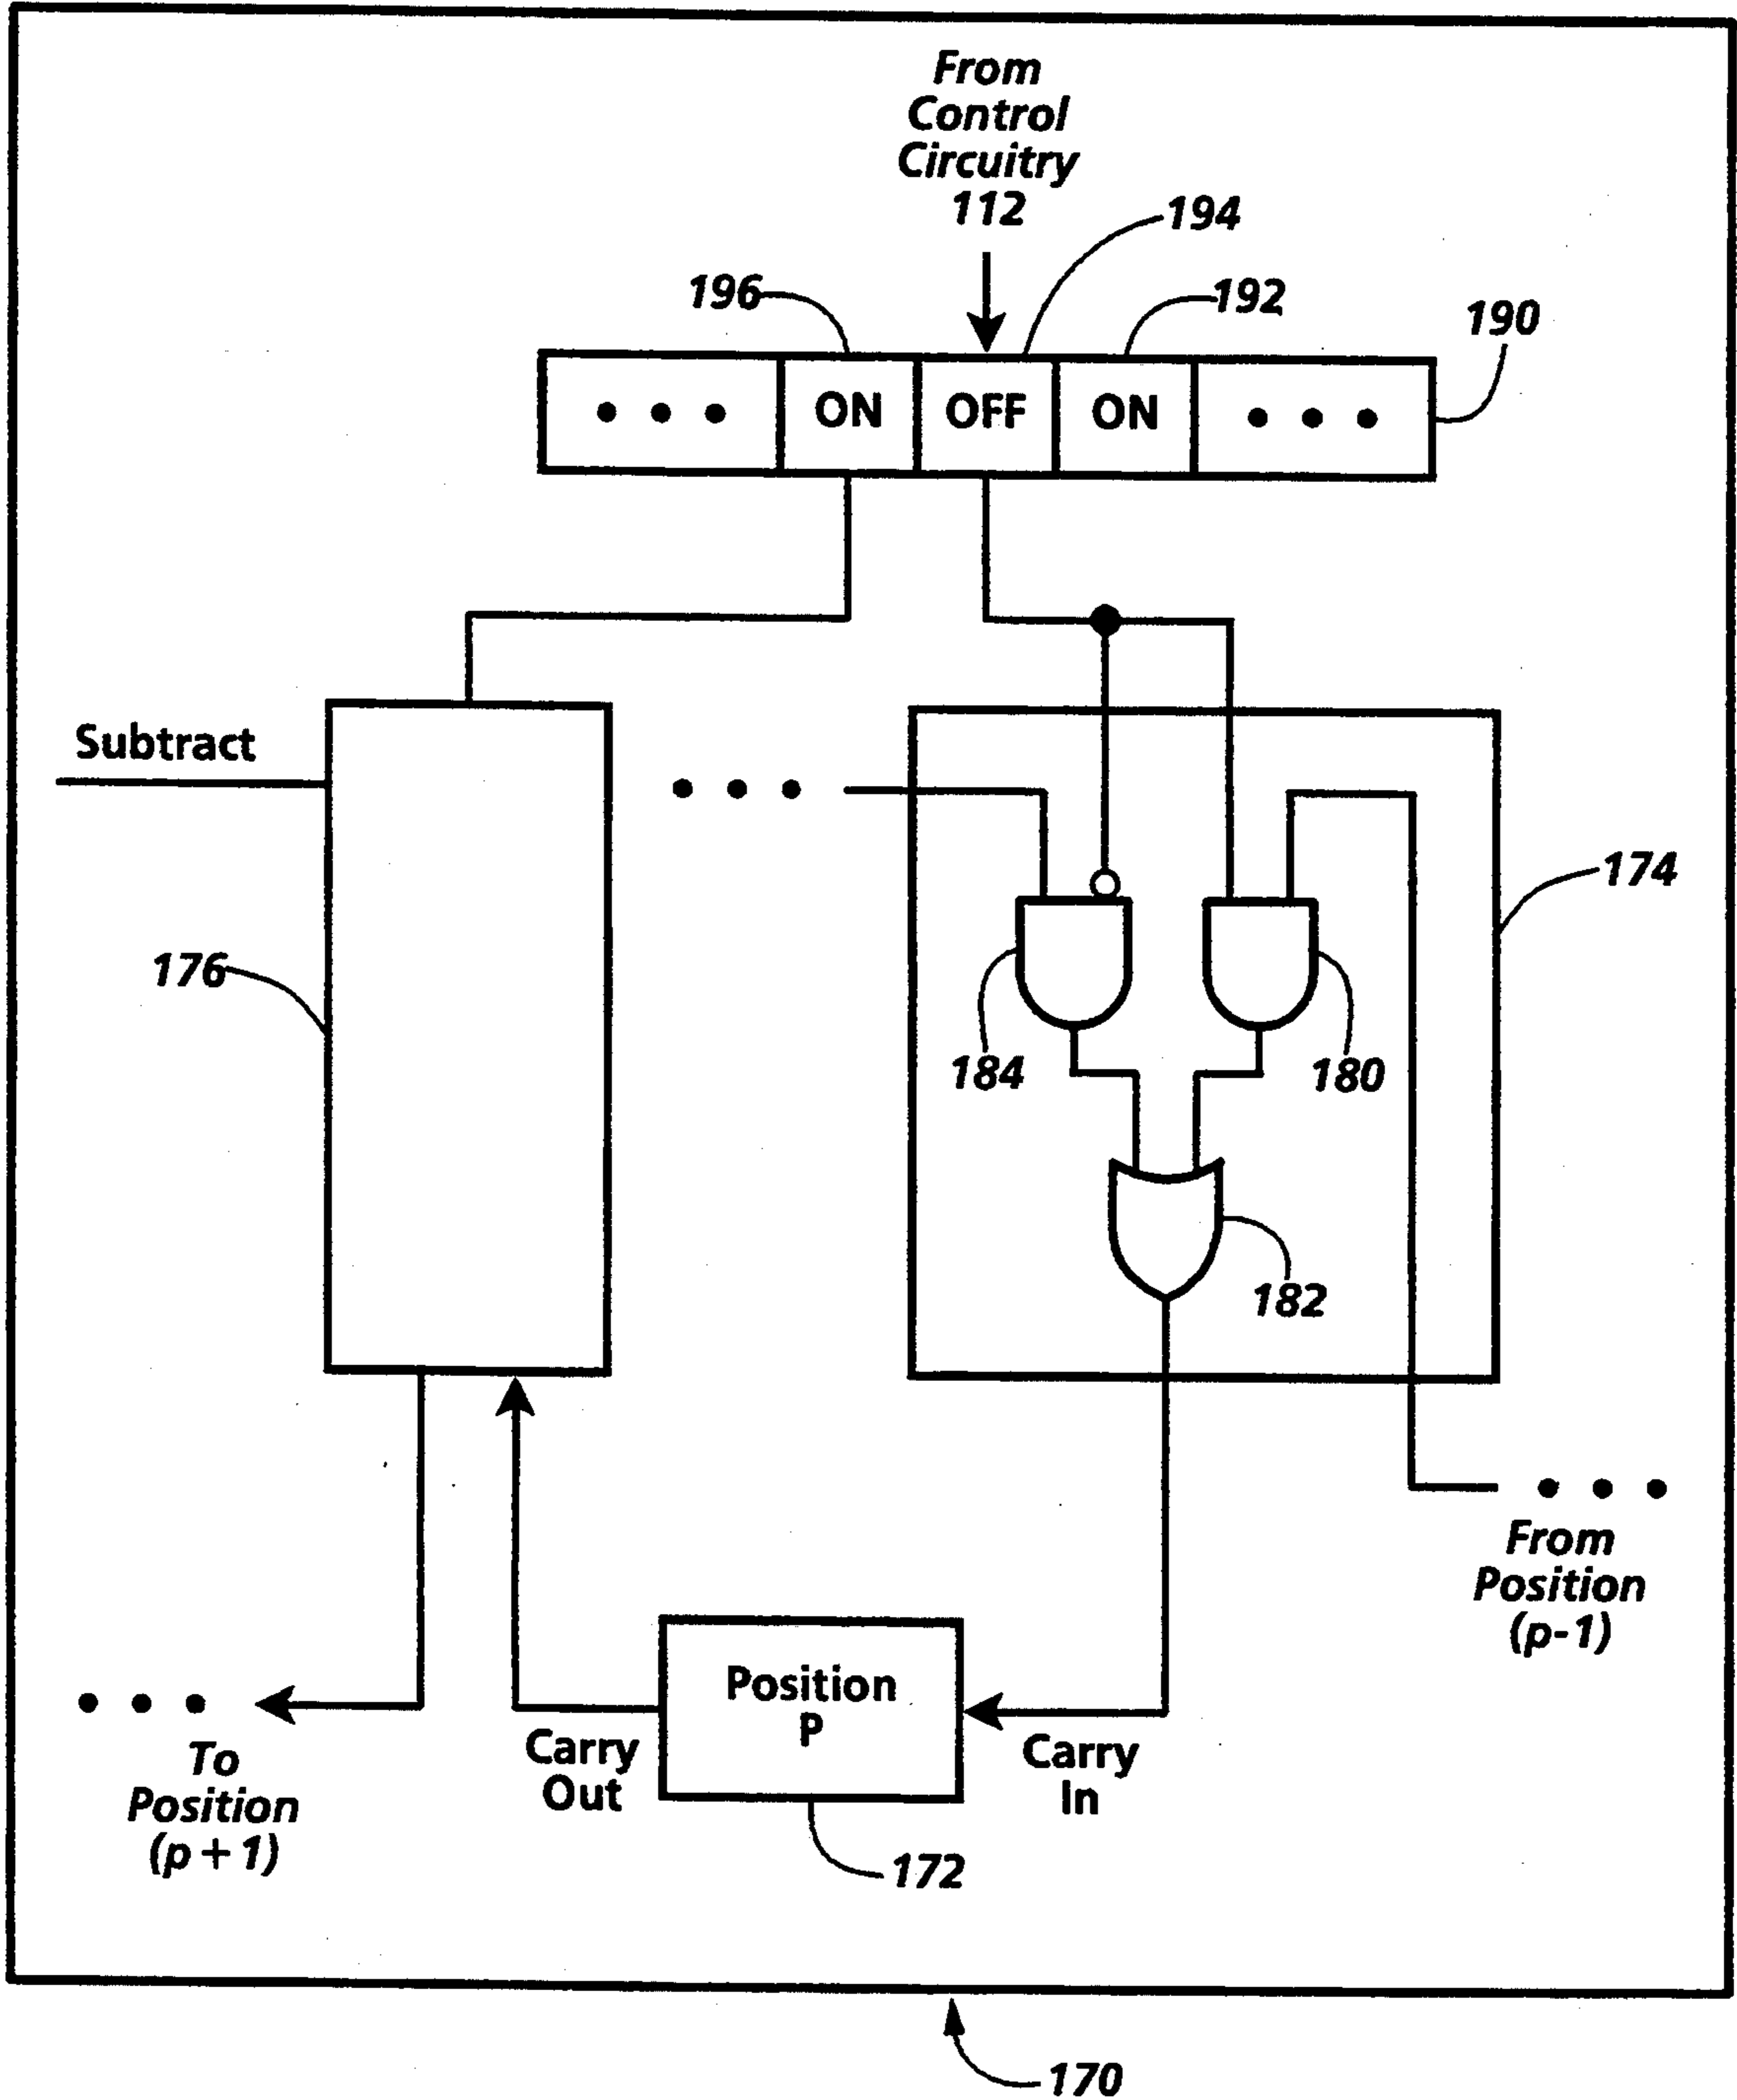 From
Control
Circuitry
112
194
196
192
190
ON
OFF
ON
Subtract
174
176
184
180
182
From
Position
(p-1)
Position
P
Carry
Out
Carry
In
To
Position
(p + 1)
172
170